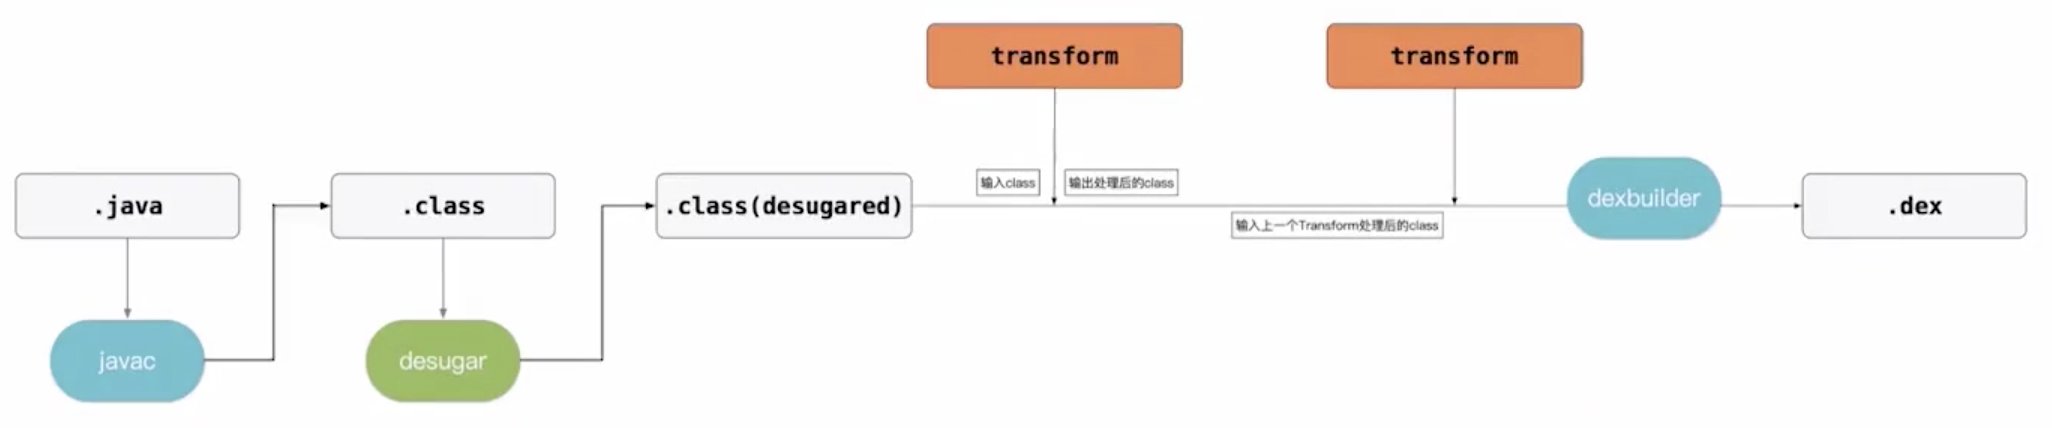 transform
transform
输入class
输出处理后的class
.java
.class
.class(desugared)
dexbuilder
.dex
输入上一个Transform处理后的class
javac
desugar